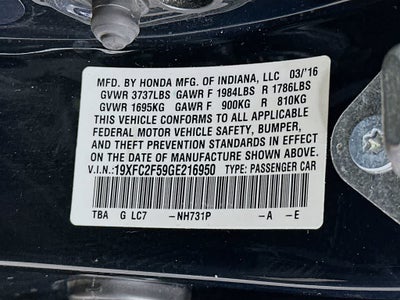 MFD. BY HONDA MFG. OF INDIANA, LLC 03/'16
GVWR 3737LBS GAWR F 1984LBS R 1786LBS
GVWR 1695KG GAWR F 900KG R 810KG
THIS VEHICLE CONFORMS TO ALL APPLICABLE
FEDERAL MOTOR VEHICLE SAFETY, BUMPER,
AND THEFT PREVENTION STANDARDS IN EFFECT
ON THE DATE OF MANUFACTURE SHOWN ABOVE.
V.I.N.:19XFC2F59GE216950 TYPE: PASSENGER CAR
TBA G LC7 -NH731P -A -E